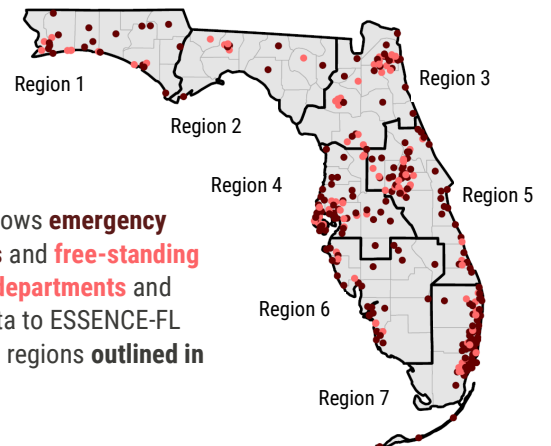 Region 1
Region 2
Region 3
Region 4
Region 5
ows emergency
s and free-standing
departments and
ta to ESSENCE-FL
regions outlined in
Region 6
Region 7